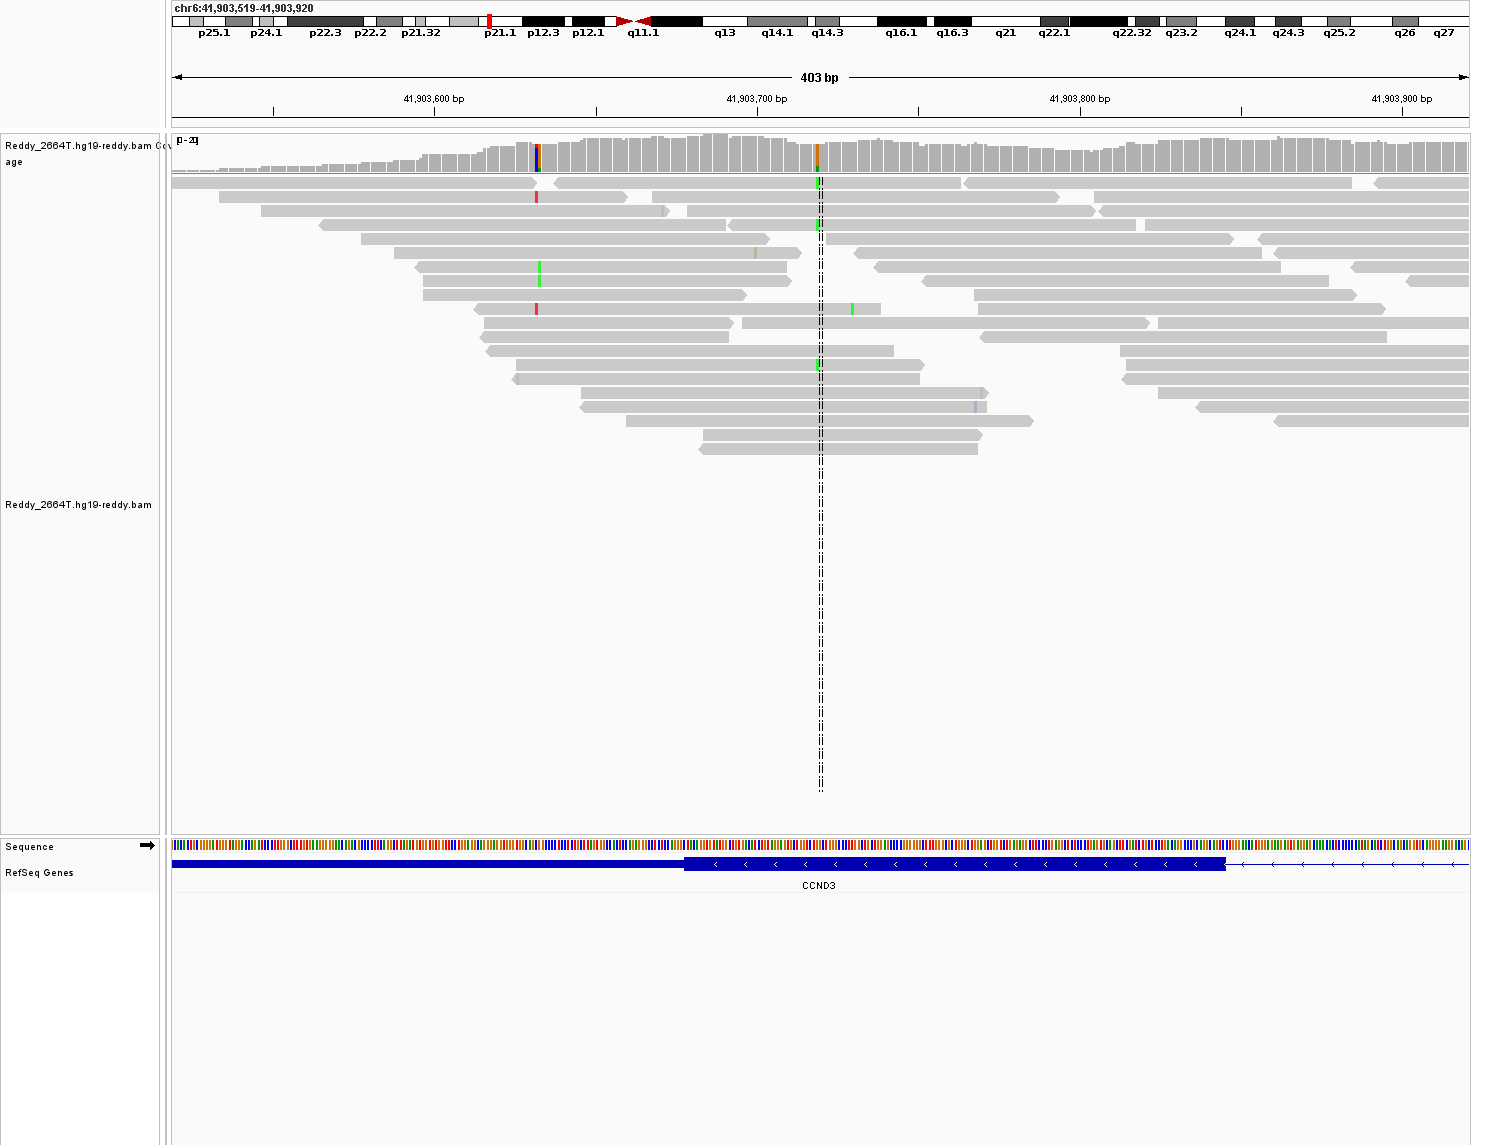 chr6:41,903,519-41,903,920
p25.1 p24.1 p22.3 p22.2 p21.32 p21.1 p12.3 p12.1 q11.1 q13 q14.1 q14.3 q16.1 q16.3 q21 q22.1 q22.32 q23.2 q24.1 q24.3 q25.2 q26 q27
403 bp
41,903,600 bp 41,903,700 bp 41,903,800 bp 41,903,900 bp
Reddy_2664T.hg19-reddy.bam Cov
age
[0 - 20]
Reddy_2664T.hg19-reddy.bam
Sequence
RefSeq Genes
CCND3